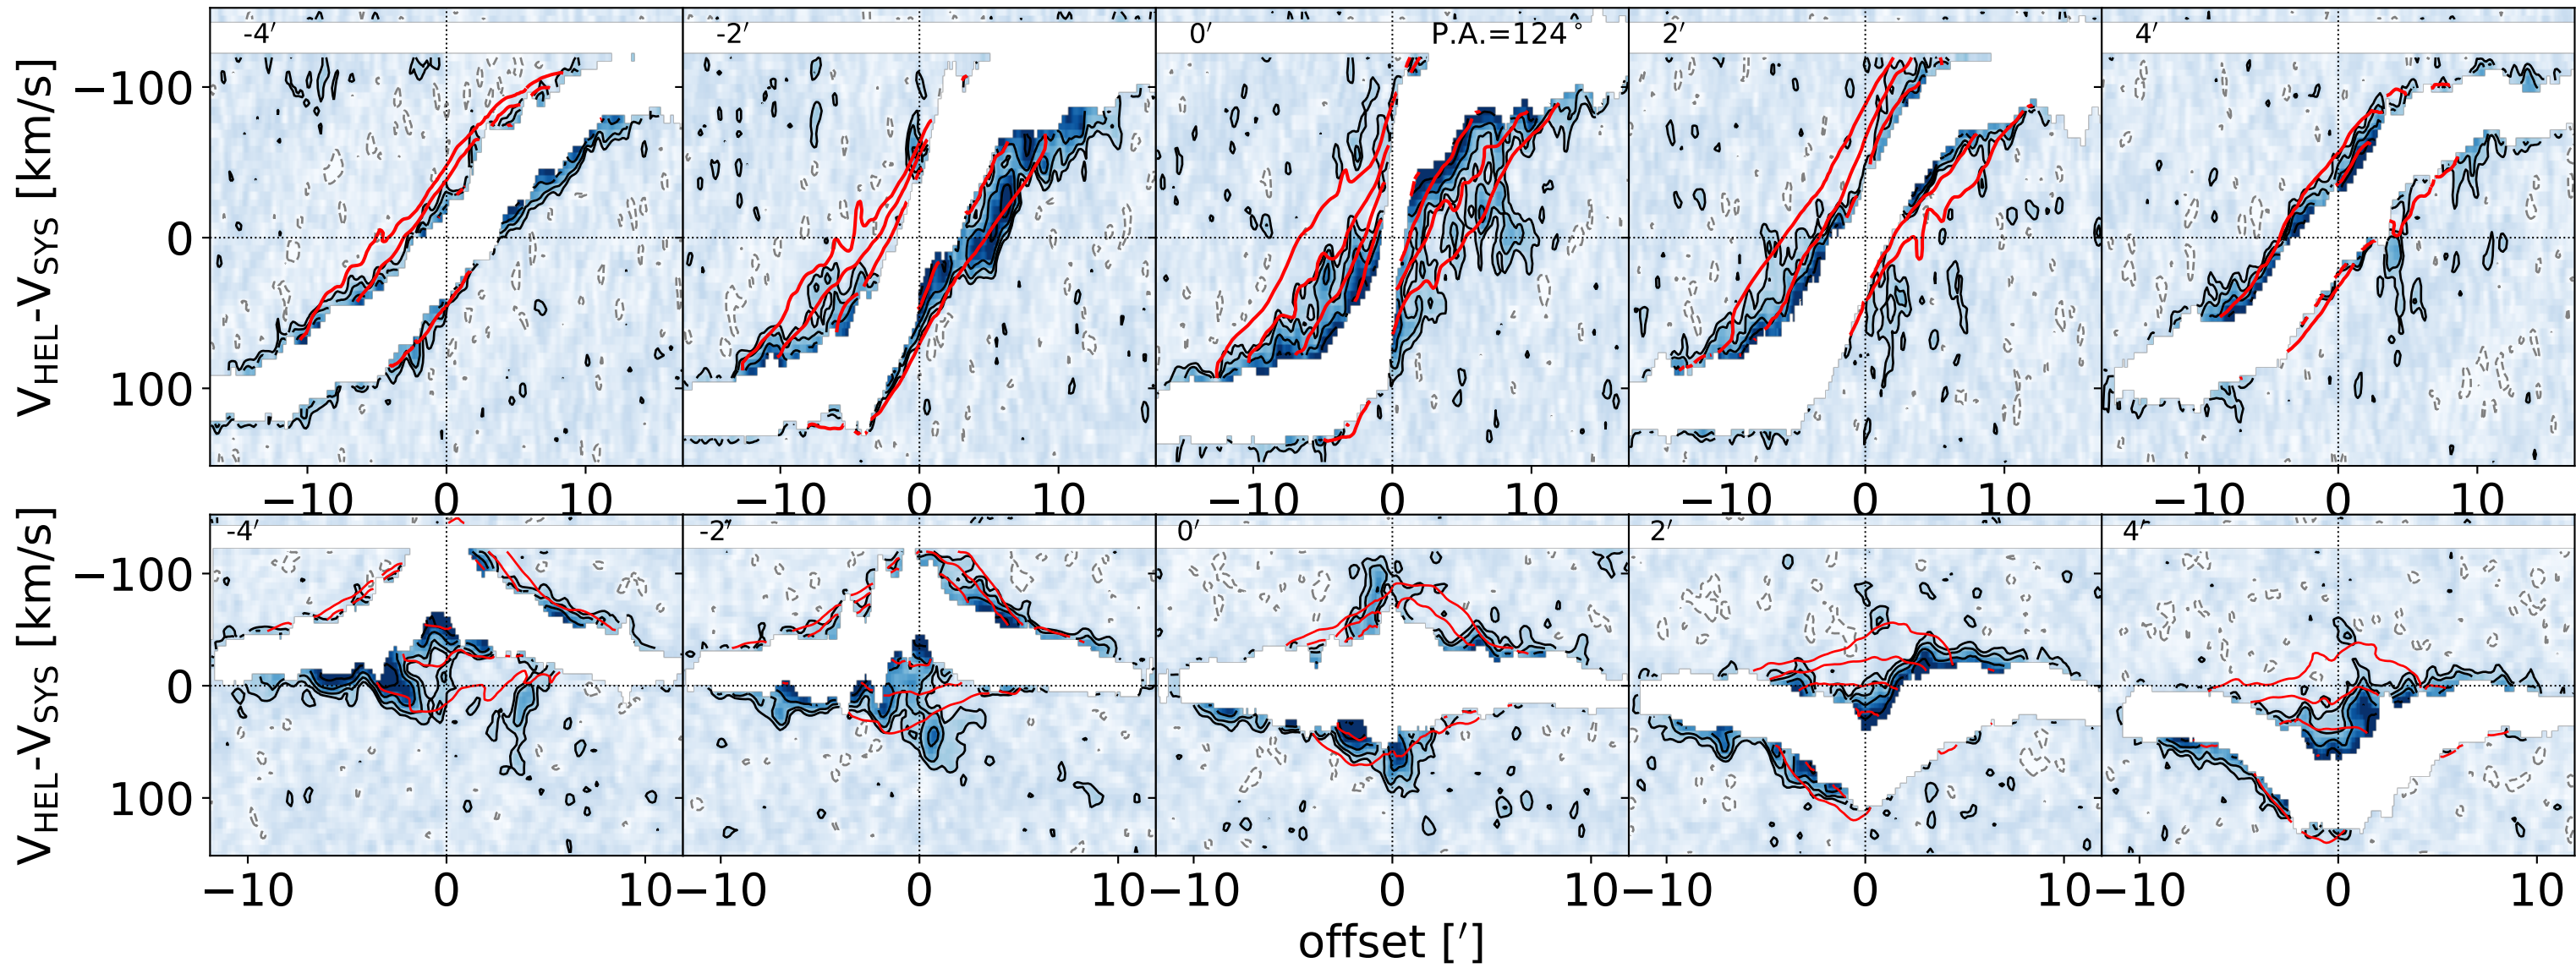 -4′ -2′ 0′ P.A.=124° 2′ 4′
V_HEL-V_SYS [km/s]
−100
0
100
−10 0 10 −10 0 10 −10 0 10 −10 0 10 −10 0 10
-4′ -2′ 0′ 2′ 4′
V_HEL-V_SYS [km/s]
−100
0
100
−10 0 10 −10 0 10 −10 0 10 −10 0 10 −10 0 10
offset [′]